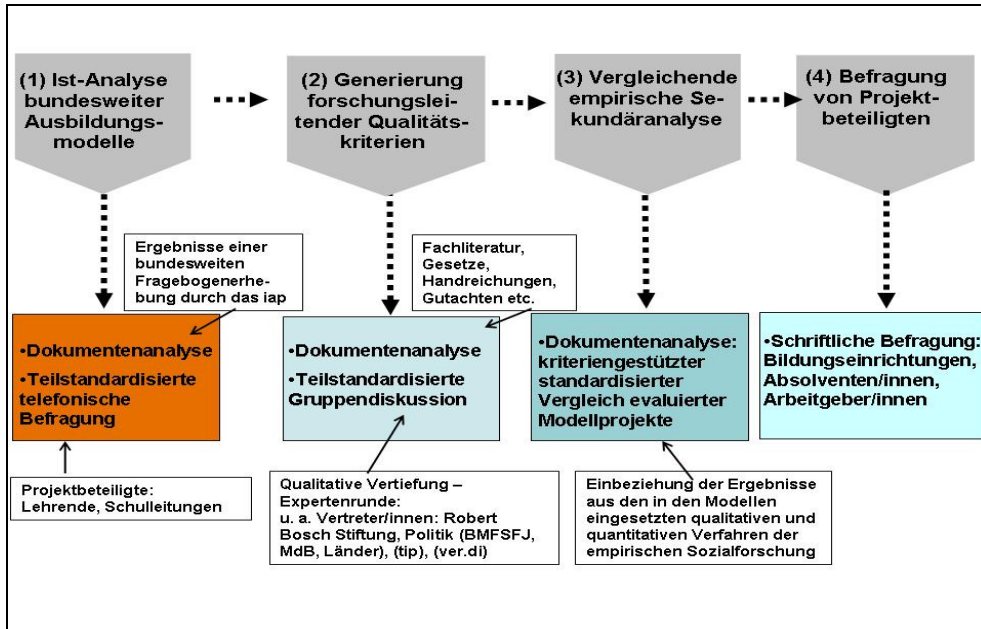 (1) Ist-Analyse
bundesweiter
Ausbildungs-
modelle
(2) Generierung
forschungslei-
tender Qualitäts-
kriterien
(3) Vergleichende
empirische Se-
kundäranalyse
(4) Befragung
von Projekt-
beteiligten
Ergebnisse einer
bundesweiten
Fragebogenerhe-
bung durch das iap
Fachliteratur,
Gesetze,
Handreichungen,
Gutachten etc.
•Dokumentenanalyse
•Teilstandardisierte
telefonische
Befragung
•Dokumentenanalyse
•Teilstandardisierte
Gruppendiskussion
•Dokumentenanalyse:
kriteriengestützter
standardisierter
Vergleich evaluierter
Modellprojekte
•Schriftliche Befragung:
Bildungseinrichtungen,
Absolventen/innen,
Arbeitgeber/innen
Projektbeteiligte:
Lehrende, Schulleitungen
Qualitative Vertiefung –
Expertenrunde:
u. a. Vertreter/innen: Robert
Bosch Stiftung, Politik (BMFSFJ,
MdB, Länder), (tip), (ver.di)
Einbeziehung der Ergebnisse
aus den in den Modellen
eingesetzten qualitativen und
quantitativen Verfahren der
empirischen Sozialforschung